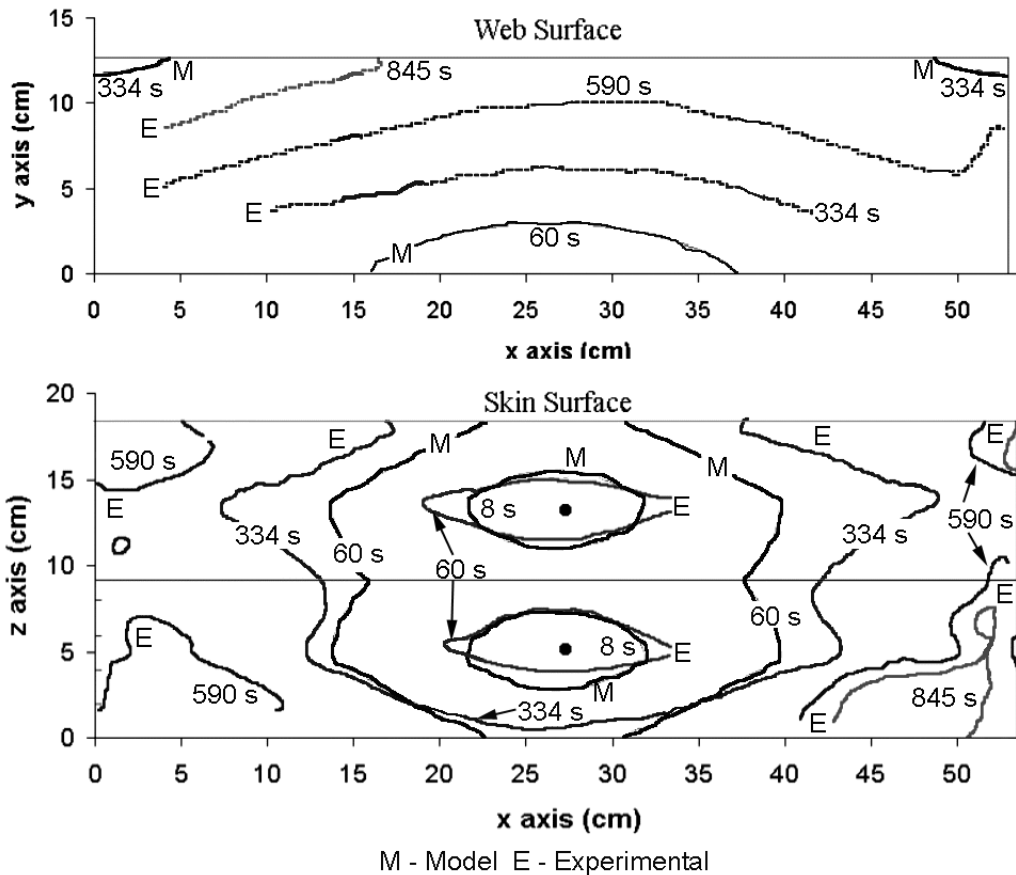 Web Surface
15
10
5
0
y axis (cm)
M
334 s
845 s
590 s
M
334 s
E
E
E
334 s
M
60 s
0 5 10 15 20 25 30 35 40 45 50
x axis (cm)
Skin Surface
20
15
10
5
0
z axis (cm)
590 s
E
E
M
M
M
E
E
8 s
E
590 s
334 s
60 s
60 s
334 s
E
E
60 s
8 s
E
590 s
M
334 s
E
845 s
0 5 10 15 20 25 30 35 40 45 50
x axis (cm)
M - Model E - Experimental